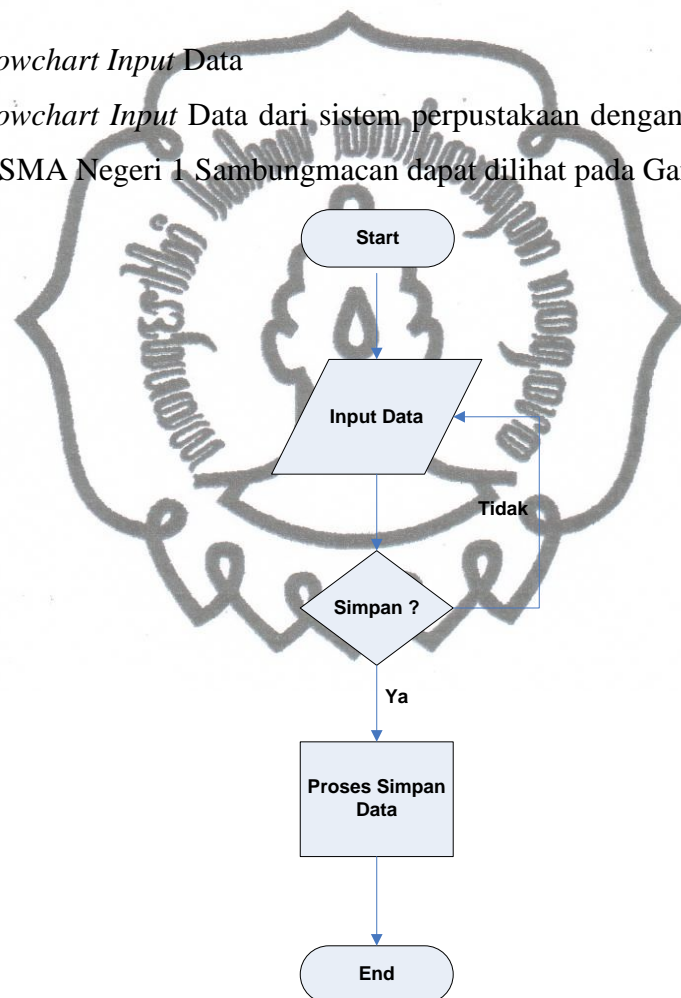 owchart Input Data
owchart Input Data dari sistem perpustakaan dengan
SMA Negeri 1 Sambungmacan dapat dilihat pada Ga
Start
Input Data
Tidak
Simpan ?
Ya
Proses Simpan
Data
End